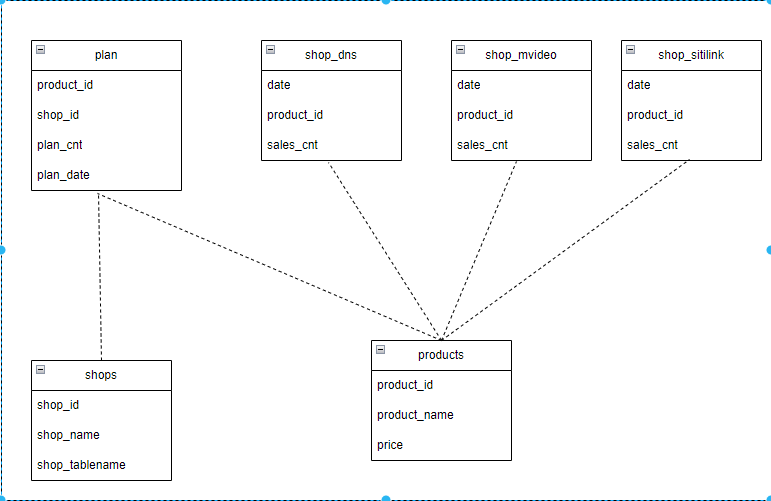 plan
product_id
shop_id
plan_cnt
plan_date
shop_dns
date
product_id
sales_cnt
shop_mvideo
date
product_id
sales_cnt
shop_sitilink
date
product_id
sales_cnt
shops
shop_id
shop_name
shop_tablename
products
product_id
product_name
price